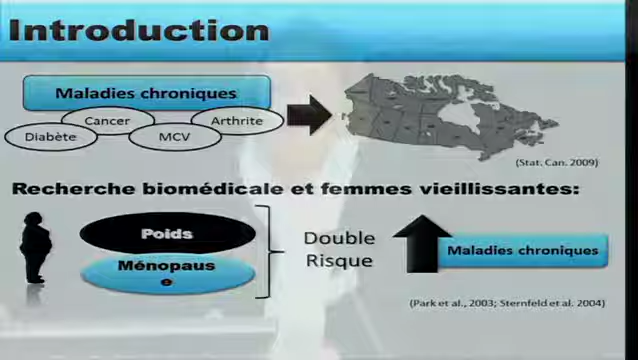 Introduction
Maladies chroniques
Cancer
Arthrite
Diabète
MCV
(Stat. Can. 2009)
Recherche biomédicale et femmes vieillissantes:
Poids
Ménopaus
e
Double
Risque
Maladies chroniques
(Park et al., 2003; Sternfeld et al. 2004)